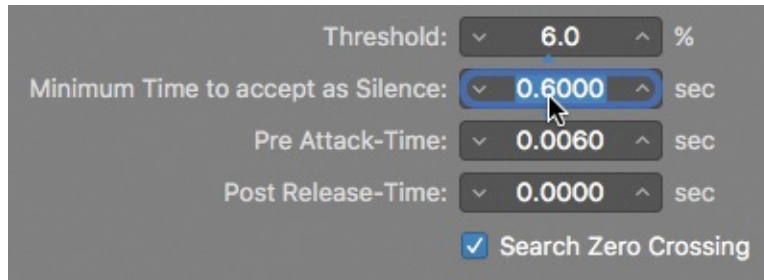 Threshold: 6.0 %
Minimum Time to accept as Silence: 0.6000 sec
Pre Attack-Time: 0.0060 sec
Post Release-Time: 0.0000 sec
Search Zero Crossing